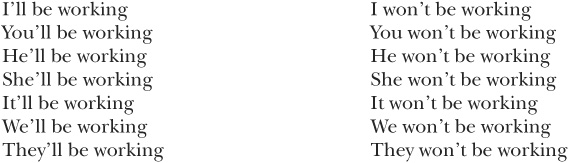 I’ll be working I won’t be working
You’ll be working You won’t be working
He’ll be working He won’t be working
She’ll be working She won’t be working
It’ll be working It won’t be working
We’ll be working We won’t be working
They’ll be working They won’t be working